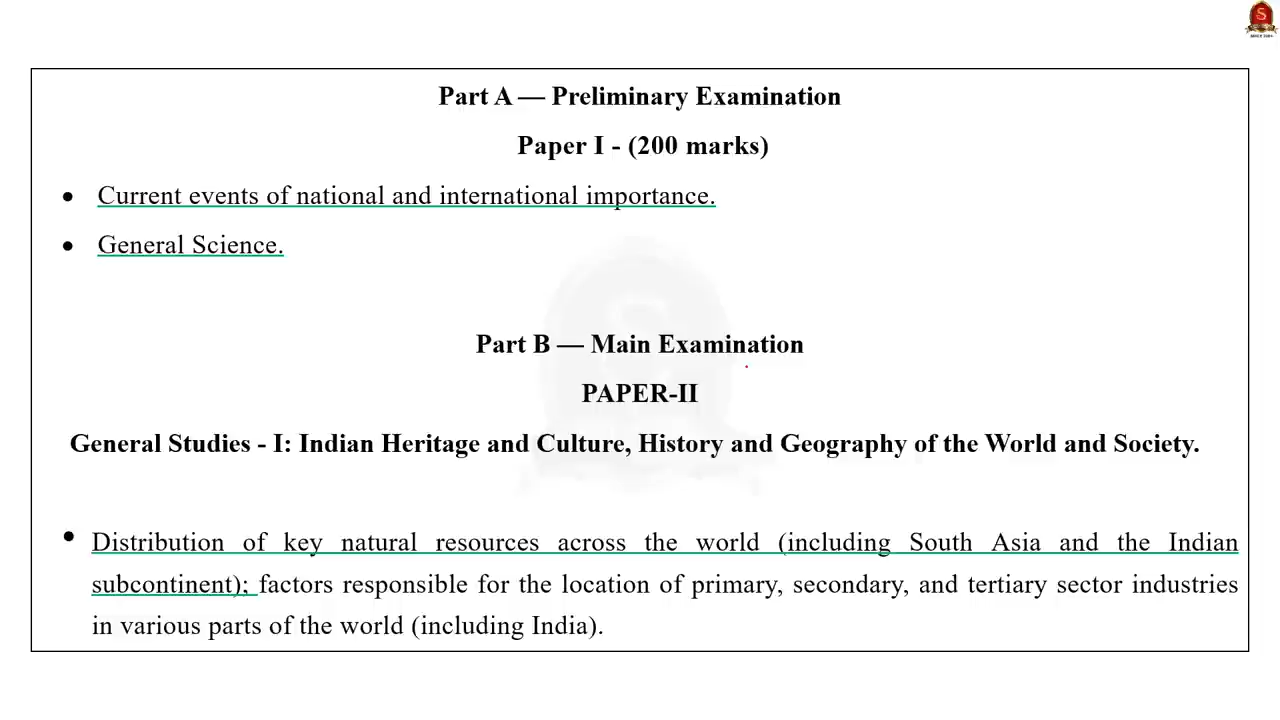 Part A — Preliminary Examination
Paper I - (200 marks)
• Current events of national and international importance.
• General Science.
Part B — Main Examination
PAPER-II
General Studies - I: Indian Heritage and Culture, History and Geography of the World and Society.
• Distribution of key natural resources across the world (including South Asia and the Indian
subcontinent); factors responsible for the location of primary, secondary, and tertiary sector industries
in various parts of the world (including India).